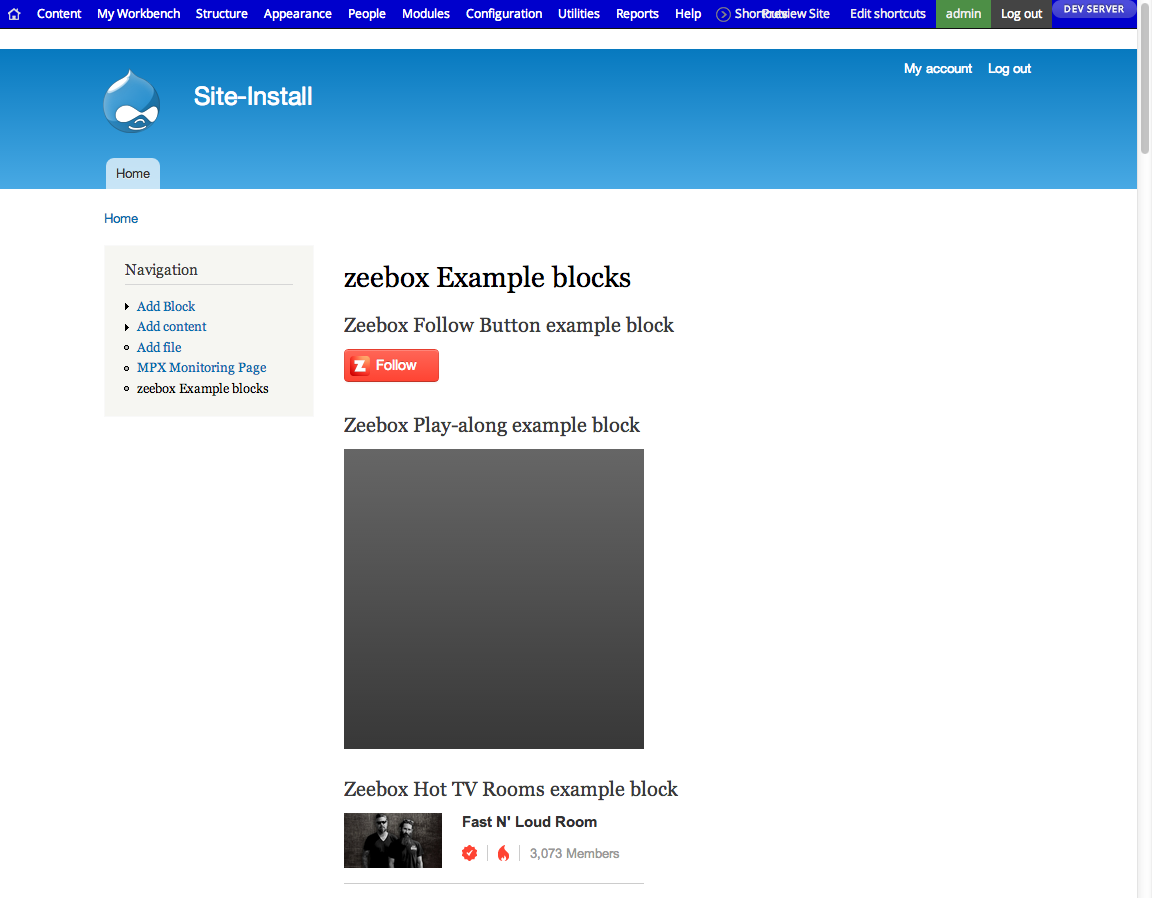 Content My Workbench Structure Appearance People Modules Configuration Utilities Reports Help Shortcuts Preview Site Edit shortcuts admin Log out DEV SERVER
My account Log out
Site-Install
Home
Home
Navigation
Add Block
Add content
Add file
MPX Monitoring Page
zeebox Example blocks
zeebox Example blocks
Zeebox Follow Button example block
Z Follow
Zeebox Play-along example block
Zeebox Hot TV Rooms example block
Fast N' Loud Room
3,073 Members